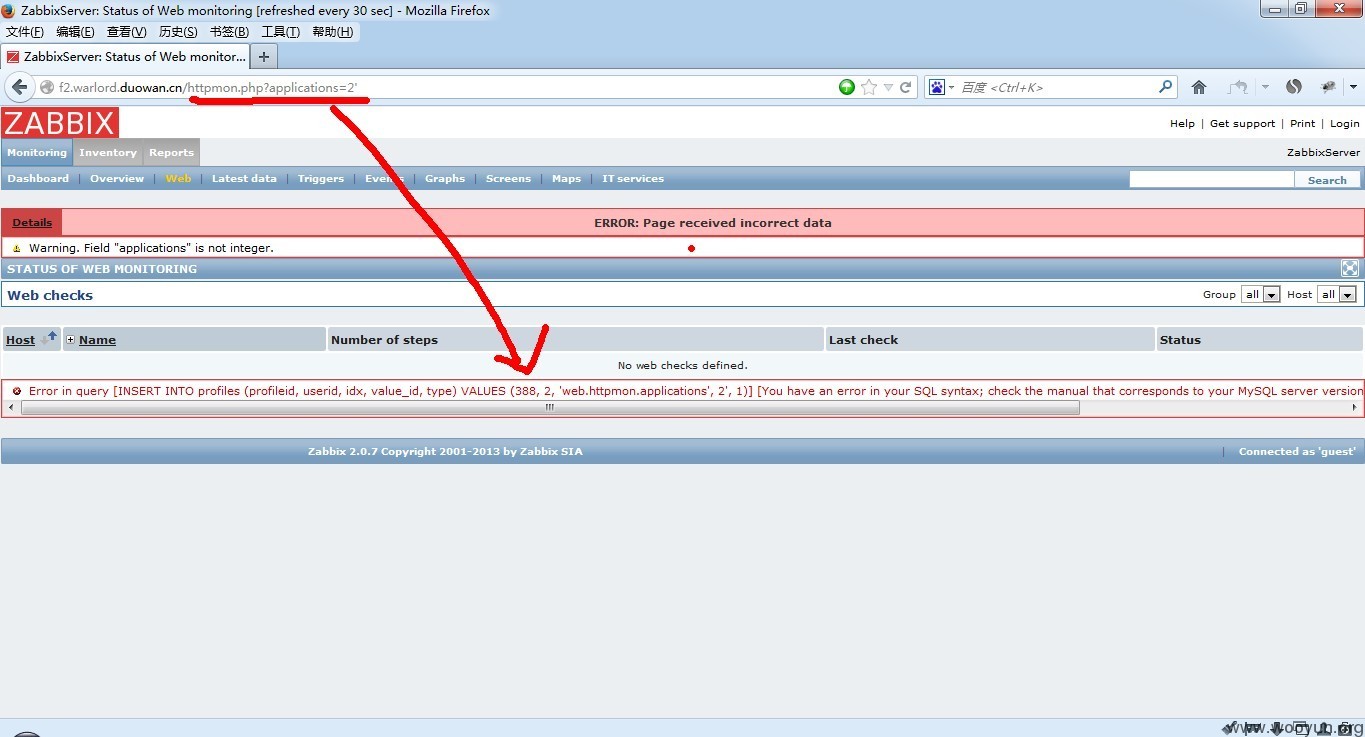 ZabbixServer: Status of Web monitoring [refreshed every 30 sec] - Mozilla Firefox
文件(F) 编辑(E) 查看(V) 历史(S) 书签(B) 工具(T) 帮助(H)
ZabbixServer: Status of Web monitor... +
f2.warlord.duowan.cn/httpmon.php?applications=2' 百度 <Ctrl+K>
ZABBIX
Help | Get support | Print | Login
Monitoring Inventory Reports ZabbixServer
Dashboard | Overview | Web | Latest data | Triggers | Events | Graphs | Screens | Maps | IT services Search
Details ERROR: Page received incorrect data
Warning. Field "applications" is not integer.
STATUS OF WEB MONITORING
Web checks Group all Host all
Host Name Number of steps Last check Status
No web checks defined.
Error in query [INSERT INTO profiles (profileid, userid, idx, value_id, type) VALUES (388, 2, 'web.httpmon.applications', 2', 1)] [You have an error in your SQL syntax; check the manual that corresponds to your MySQL server version
Zabbix 2.0.7 Copyright 2001-2013 by Zabbix SIA | Connected as 'guest'
www.wooyun.org